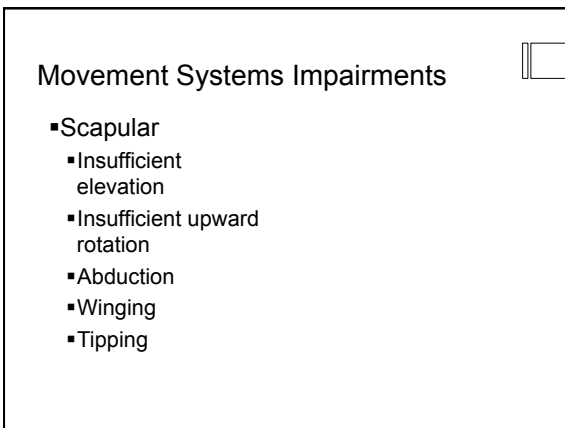 Movement Systems Impairments
▪Scapular
▪Insufficient
elevation
▪Insufficient upward
rotation
▪Abduction
▪Winging
▪Tipping